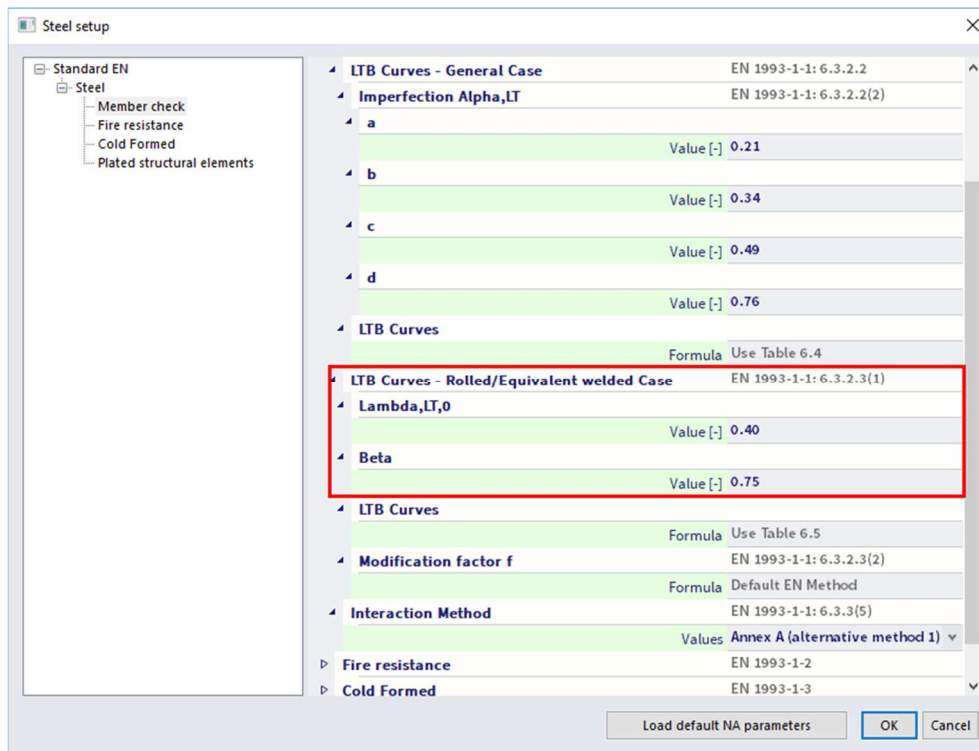 Steel setup
Standard EN
Steel
Member check
Fire resistance
Cold Formed
Plated structural elements
LTB Curves - General Case EN 1993-1-1: 6.3.2.2
Imperfection Alpha,LT EN 1993-1-1: 6.3.2.2(2)
a
Value [-] 0.21
b
Value [-] 0.34
c
Value [-] 0.49
d
Value [-] 0.76
LTB Curves
Formula Use Table 6.4
LTB Curves - Rolled/Equivalent welded Case EN 1993-1-1: 6.3.2.3(1)
Lambda,LT,0
Value [-] 0.40
Beta
Value [-] 0.75
LTB Curves
Formula Use Table 6.5
Modification factor f EN 1993-1-1: 6.3.2.3(2)
Formula Default EN Method
Interaction Method EN 1993-1-1: 6.3.3(5)
Values Annex A (alternative method 1)
Fire resistance EN 1993-1-2
Cold Formed EN 1993-1-3
Load default NA parameters OK Cancel